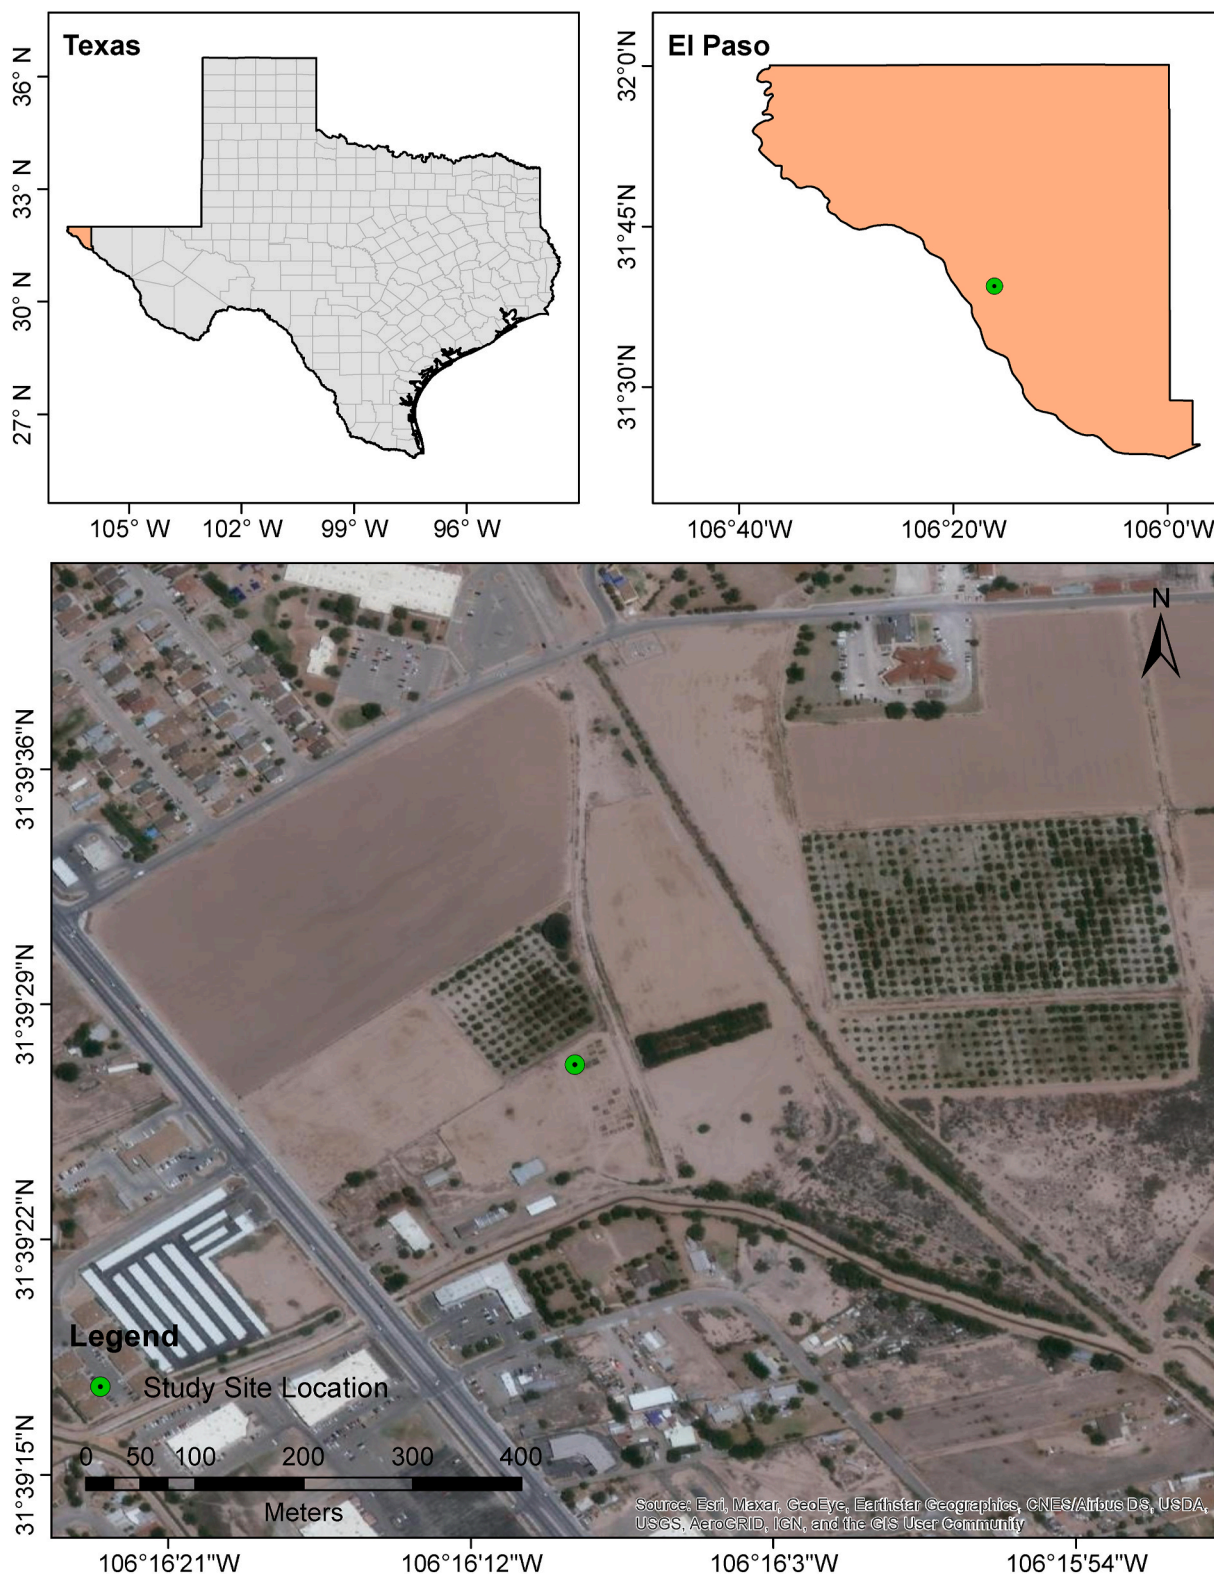 Texas
36° N
33° N
30° N
27° N
105° W 102° W 99° W 96° W
El Paso
32°0'N
31°45'N
31°30'N
106°40'W 106°20'W 106°0'W
N
31°39'36"N
31°39'29"N
31°39'22"N
31°39'15"N
Legend
Study Site Location
0 50 100 200 300 400
Meters
Source: Esri, Maxar, GeoEye, Earthstar Geographics, CNES/Airbus DS, USDA,
USGS, AeroGRID, IGN, and the GIS User Community
106°16'21"W 106°16'12"W 106°16'3"W 106°15'54"W